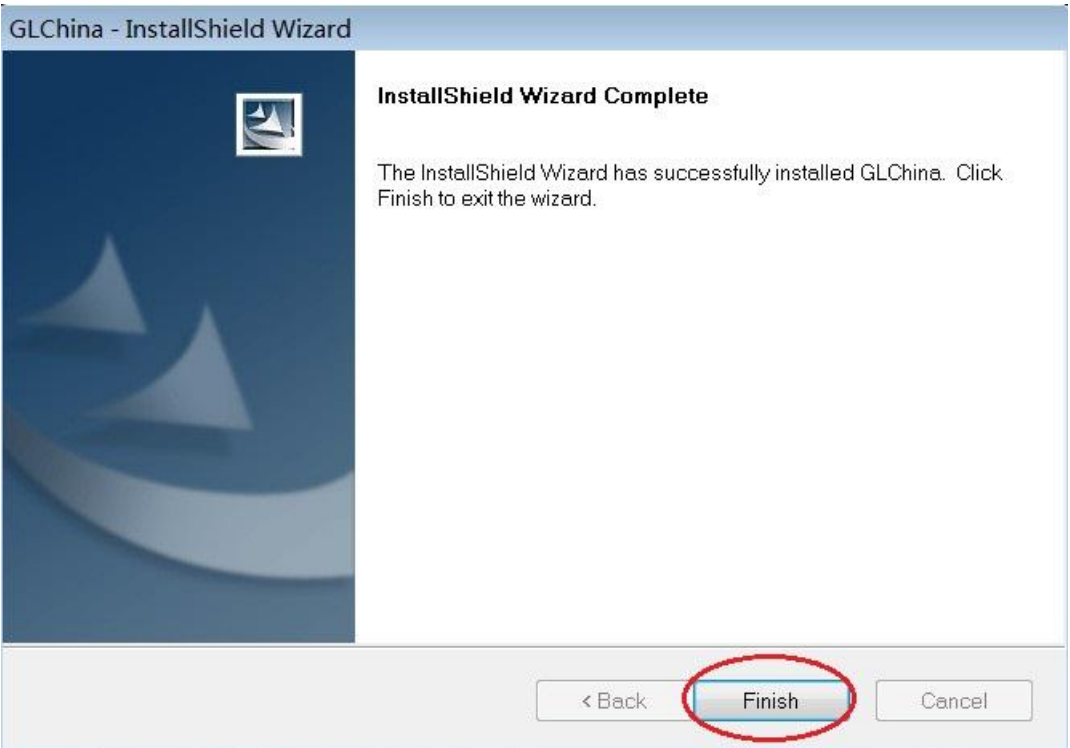 GLChina - InstallShield Wizard
InstallShield Wizard Complete
The InstallShield Wizard has successfully installed GLChina. Click
Finish to exit the wizard.
< Back
Finish
Cancel